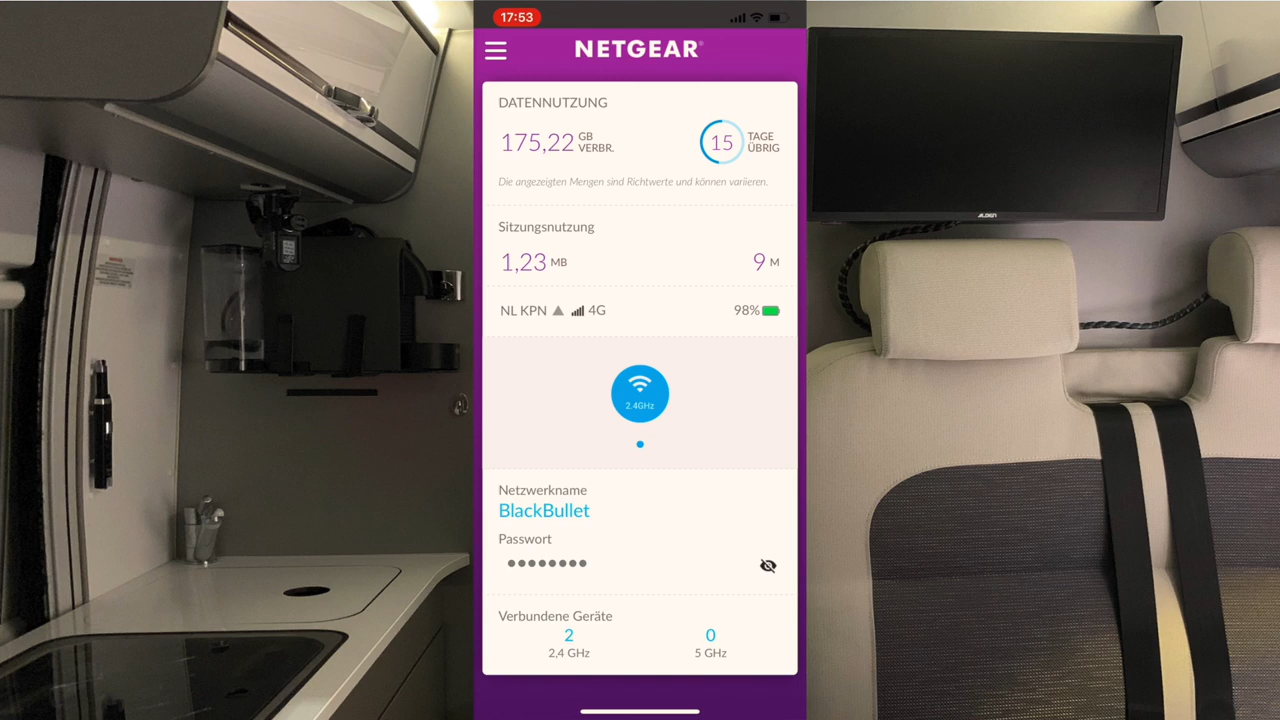 17:53
NETGEAR®
DATENNUTZUNG
175,22 GB VERBR.
15 TAGE ÜBRIG
Die angezeigten Mengen sind Richtwerte und können variieren.
Sitzungsnutzung
1,23 MB
9 M
NL KPN 4G
98%
2.4GHz
Netzwerkname
BlackBullet
Passwort
••••••••
Verbundene Geräte
2
0
2,4 GHz
5 GHz
ALDEN